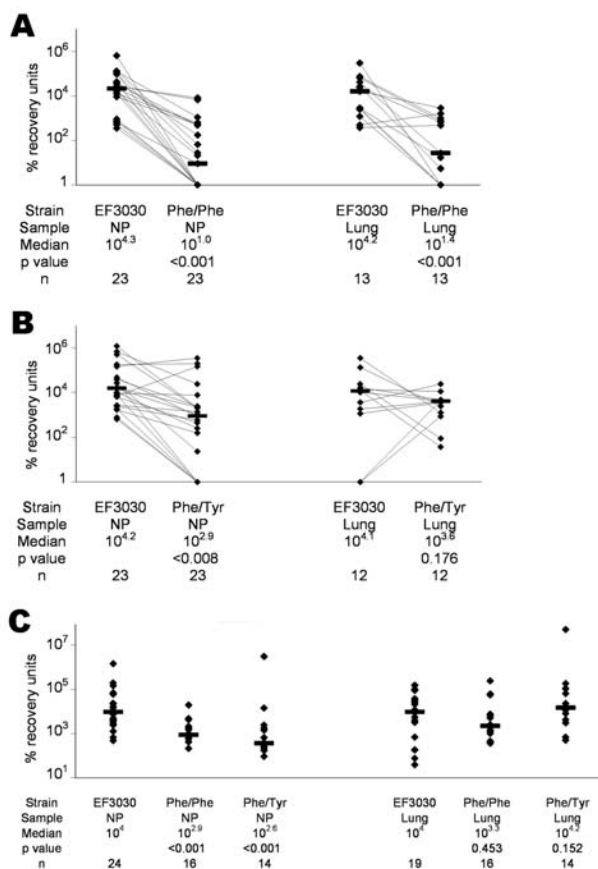 A
% recovery units
10^6
10^4
10^2
1
Strain EF3030 Phe/Phe EF3030 Phe/Phe
Sample NP NP Lung Lung
Median 10^4.3 10^1.0 10^4.2 10^1.4
p value <0.001 <0.001
n 23 23 13 13
B
% recovery units
10^6
10^4
10^2
1
Strain EF3030 Phe/Tyr EF3030 Phe/Tyr
Sample NP NP Lung Lung
Median 10^4.2 10^2.9 10^4.1 10^3.6
p value <0.008 0.176
n 23 23 12 12
C
% recovery units
10^7
10^5
10^3
10^1
Strain EF3030 Phe/Phe Phe/Tyr EF3030 Phe/Phe Phe/Tyr
Sample NP NP NP Lung Lung Lung
Median 10^4 10^2.9 10^2.6 10^4 10^3.3 10^4.2
p value <0.001 <0.001 0.453 0.152
n 24 16 14 19 16 14